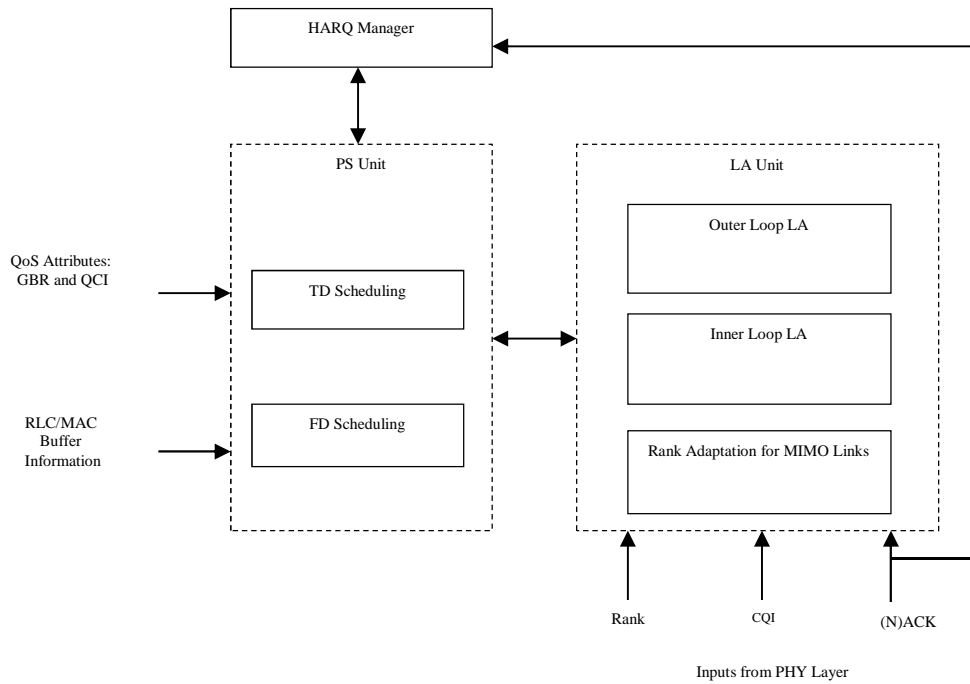 HARQ Manager
PS Unit
LA Unit
Outer Loop LA
QoS Attributes:
GBR and QCI
TD Scheduling
Inner Loop LA
RLC/MAC
Buffer
Information
FD Scheduling
Rank Adaptation for MIMO Links
Rank
CQI
(N)ACK
Inputs from PHY Layer